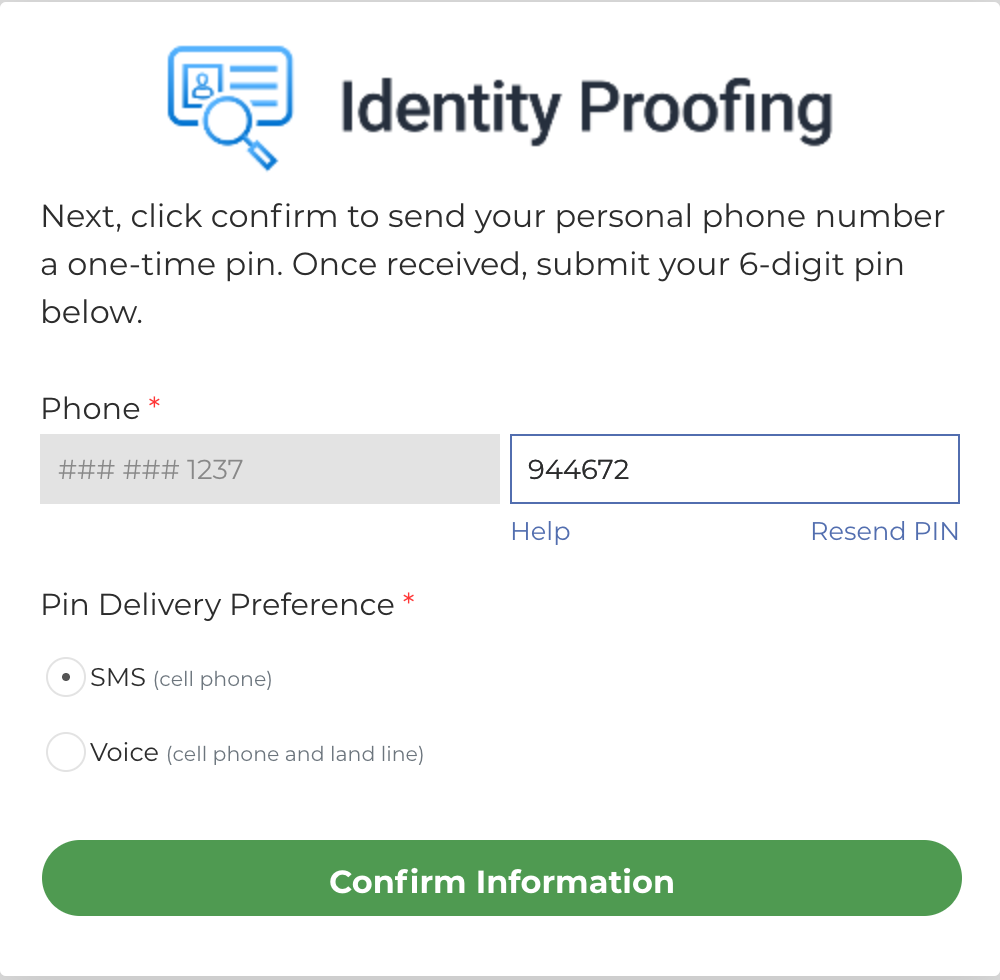 Identity Proofing
Next, click confirm to send your personal phone number
a one-time pin. Once received, submit your 6-digit pin
below.
Phone *
### ### 1237
944672
Help
Resend PIN
Pin Delivery Preference *
SMS (cell phone)
Voice (cell phone and land line)
Confirm Information